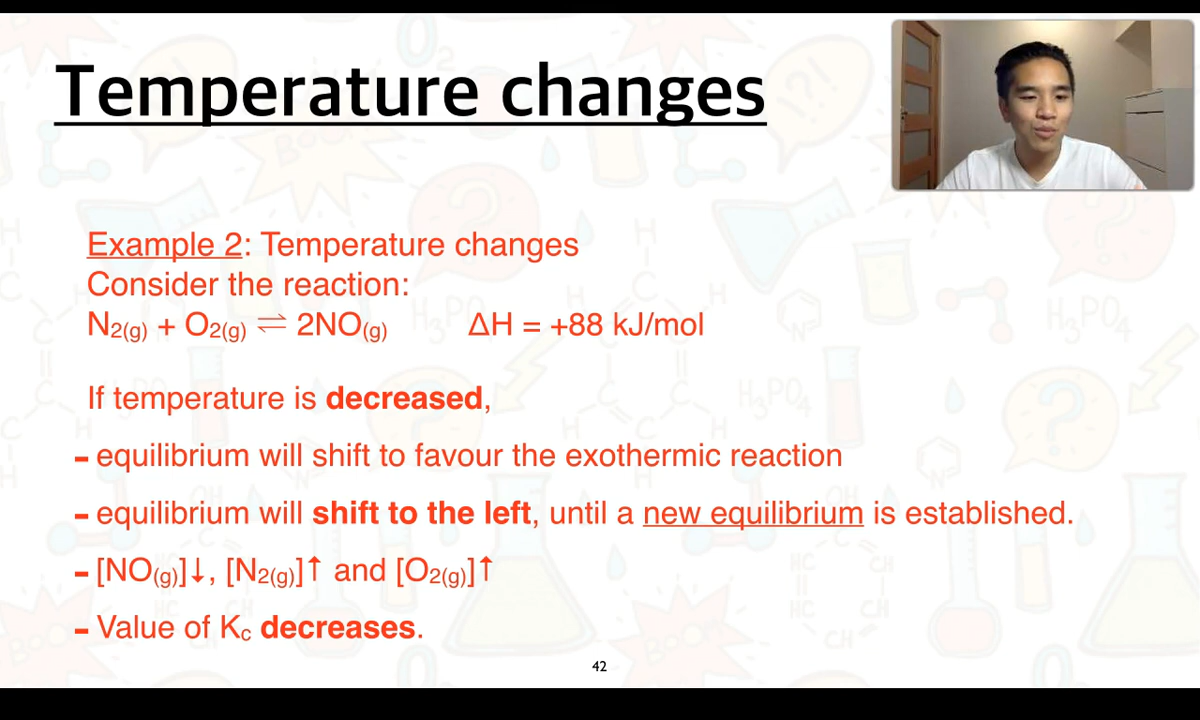 Temperature changes
Example 2: Temperature changes
Consider the reaction:
N₂(g) + O₂(g) ⇌ 2NO(g) ΔH = +88 kJ/mol
If temperature is decreased,
- equilibrium will shift to favour the exothermic reaction
- equilibrium will shift to the left, until a new equilibrium is established.
- [NO(g)]↓, [N₂(g)]↑ and [O₂(g)]↑
- Value of Kc decreases.
42